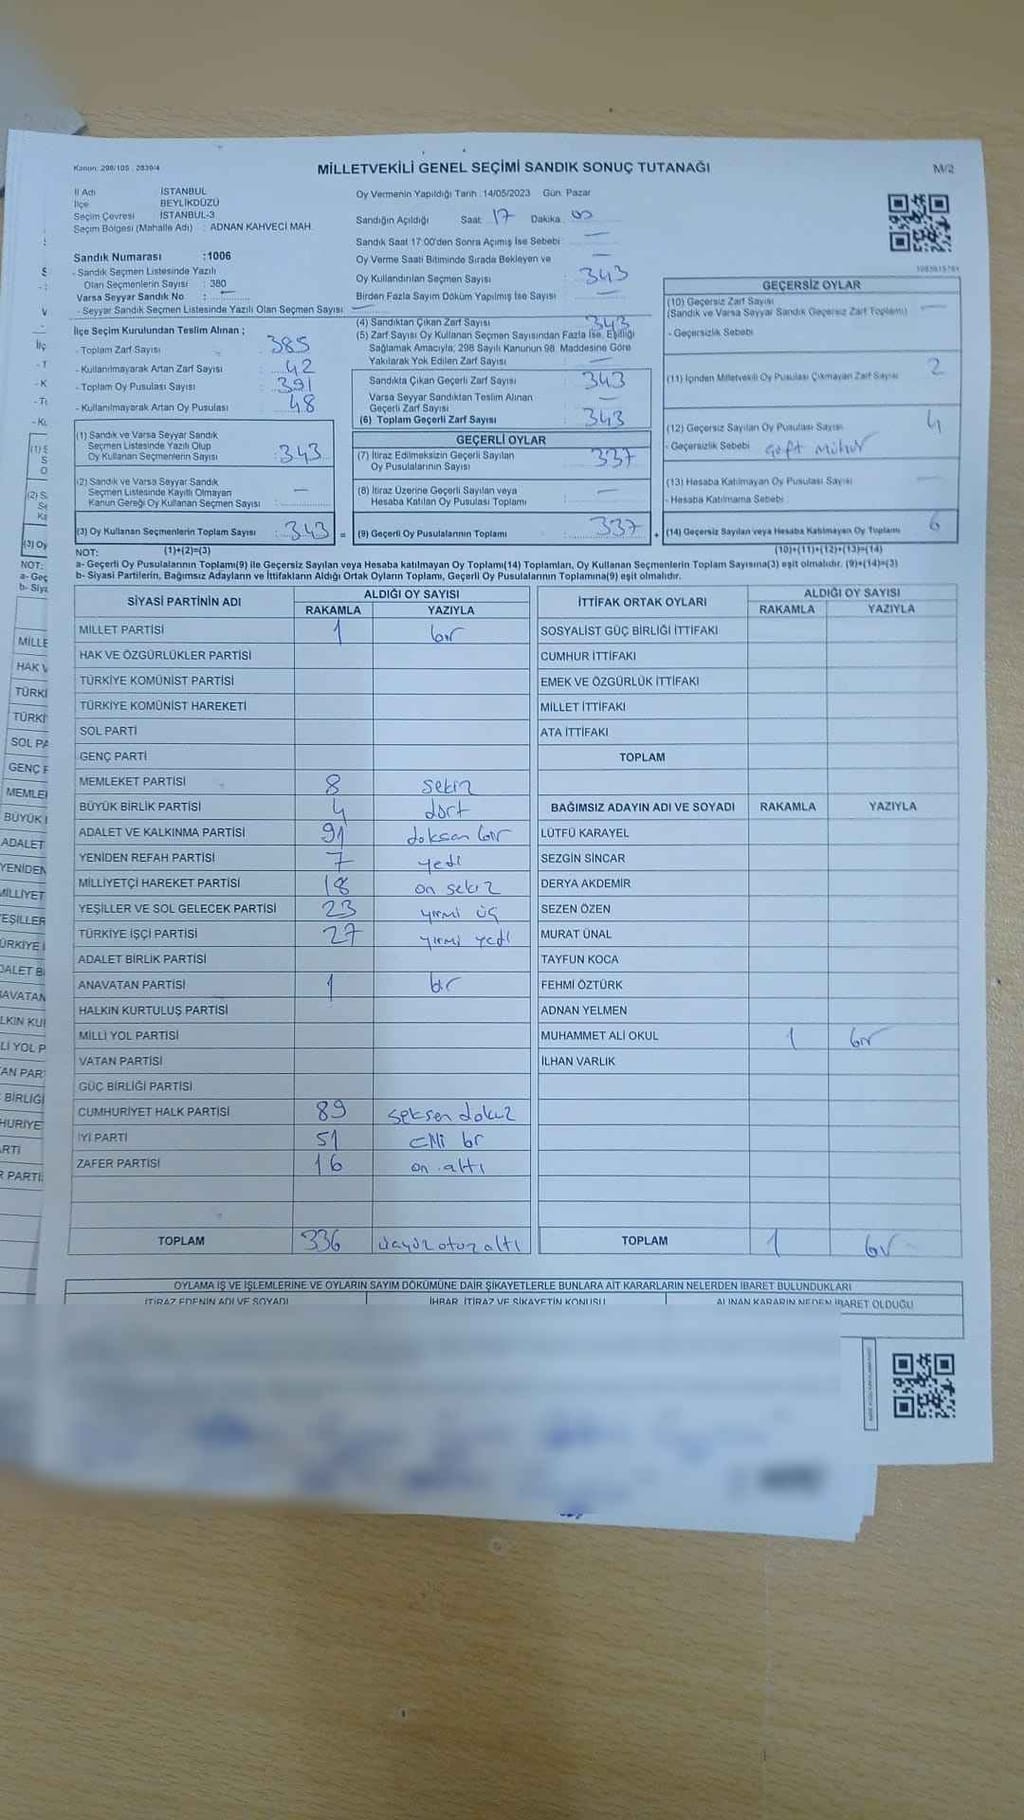 Kanun: 298/105 2839/4
MİLLETVEKİLİ GENEL SEÇİMİ SANDIK SONUÇ TUTANAĞI
M/2
İl Adı İSTANBUL
İlçe BEYLİKDÜZÜ
Seçim Çevresi İSTANBUL-3
Seçim Bölgesi (Mahalle Adı) : ADNAN KAHVECİ MAH.
Sandık Numarası :1006
- Sandık Seçmen Listesinde Yazılı
Olan Seçmenlerin Sayısı : 380
Varsa Seyyar Sandık No : —
- Seyyar Sandık Seçmen Listesinde Yazılı Olan Seçmen Sayısı : —
Oy Vermenin Yapıldığı Tarih : 14/05/2023 Gün: Pazar
Sandığın Açıldığı Saat 17 Dakika 00
Sandık Saat 17:00'den Sonra Açımış İse Sebebi : —
Oy Verme Saati Bitiminde Sırada Bekleyen ve —
Oy Kullandırılan Seçmen Sayısı : 343
Birden Fazla Sayım Döküm Yapılmış İse Sayısı : —
İlçe Seçim Kurulundan Teslim Alınan ;
- Toplam Zarf Sayısı : 385
- Kullanılmayarak Artan Zarf Sayısı : 42
- Toplam Oy Pusulası Sayısı : 391
- Kullanılmayarak Artan Oy Pusulası : 48
(1) Sandık ve Varsa Seyyar Sandık
Seçmen Listesinde Yazılı Olup
Oy Kullanan Seçmenlerin Sayısı : 343
(2) Sandık ve Varsa Seyyar Sandık
Seçmen Listesinde Kayıtlı Olmayan
Kanun Gereği Oy Kullanan Seçmen Sayısı : —
(3) Oy Kullanan Seçmenlerin Toplam Sayısı : 343 =
(4) Sandıktan Çıkan Zarf Sayısı 343
(5) Zarf Sayısı Oy Kullanan Seçmen Sayısından Fazla İse, Eşitliği
Sağlamak Amacıyla; 298 Sayılı Kanunun 98. Maddesine Göre
Yakılarak Yok Edilen Zarf Sayısı : —
Sandıkta Çıkan Geçerli Zarf Sayısı : 343
Varsa Seyyar Sandıktan Teslim Alınan
Geçerli Zarf Sayısı : —
(6) Toplam Geçerli Zarf Sayısı : 343
GEÇERLİ OYLAR
(7) İtiraz Edilmeksizin Geçerli Sayılan
Oy Pusulalarının Sayısı : 337
(8) İtiraz Üzerine Geçerli Sayılan veya
Hesaba Katılan Oy Pusulası Toplamı : —
(9) Geçerli Oy Pusulalarının Toplamı : 337 +
GEÇERSİZ OYLAR
(10) Geçersiz Zarf Sayısı
(Sandık ve Varsa Seyyar Sandık Geçersiz Zarf Toplamı) —
- Geçersizlik Sebebi :
(11) İçinden Milletvekili Oy Pusulası Çıkmayan Zarf Sayısı 2
(12) Geçersiz Sayılan Oy Pusulası Sayısı 4
- Geçersizlik Sebebi : Çift Mühür
(13) Hesaba Katılmayan Oy Pusulası Sayısı —
- Hesaba Katılmama Sebebi :
(14) Geçersiz Sayılan veya Hesaba Katılmayan Oy Toplamı 6
NOT: (1)+(2)=(3)
(10)+(11)+(12)+(13)=(14)
a- Geçerli Oy Pusulalarının Toplamı(9) ile Geçersiz Sayılan veya Hesaba katılmayan Oy Toplamı(14) Toplamları, Oy Kullanan Seçmenlerin Toplam Sayısına(3) eşit olmalıdır. (9)+(14)=(3)
b- Siyasi Partilerin, Bağımsız Adayların ve İttifakların Aldığı Ortak Oyların Toplamı, Geçerli Oy Pusulalarının Toplamına(9) eşit olmalıdır.
SİYASİ PARTİNİN ADI ALDIĞI OY SAYISI
RAKAMLA YAZIYLA
MİLLET PARTİSİ 1 bir
HAK VE ÖZGÜRLÜKLER PARTİSİ
TÜRKİYE KOMÜNİST PARTİSİ
TÜRKİYE KOMÜNİST HAREKETİ
SOL PARTİ
GENÇ PARTİ
MEMLEKET PARTİSİ 8 sekiz
BÜYÜK BİRLİK PARTİSİ 4 dört
ADALET VE KALKINMA PARTİSİ 91 doksan bir
YENİDEN REFAH PARTİSİ 7 yedi
MİLLİYETÇİ HAREKET PARTİSİ 18 on sekiz
YEŞİLLER VE SOL GELECEK PARTİSİ 23 yirmi üç
TÜRKİYE İŞÇİ PARTİSİ 27 yirmi yedi
ADALET BİRLİK PARTİSİ
ANAVATAN PARTİSİ 1 bir
HALKIN KURTULUŞ PARTİSİ
MİLLİ YOL PARTİSİ
VATAN PARTİSİ
GÜÇ BİRLİĞİ PARTİSİ
CUMHURİYET HALK PARTİSİ 89 seksen dokuz
İYİ PARTİ 51 elli bir
ZAFER PARTİSİ 16 on altı
TOPLAM 336 üçyüz otuz altı
İTTİFAK ORTAK OYLARI ALDIĞI OY SAYISI
RAKAMLA YAZIYLA
SOSYALİST GÜÇ BİRLİĞİ İTTİFAKI
CUMHUR İTTİFAKI
EMEK VE ÖZGÜRLÜK İTTİFAKI
MİLLET İTTİFAKI
ATA İTTİFAKI
TOPLAM
BAĞIMSIZ ADAYIN ADI VE SOYADI RAKAMLA YAZIYLA
LÜTFÜ KARAYEL
SEZGİN SİNCAR
DERYA AKDEMİR
SEZEN ÖZEN
MURAT ÜNAL
TAYFUN KOCA
FEHMİ ÖZTÜRK
ADNAN YELMEN
MUHAMMET ALİ OKUL 1 bir
İLHAN VARLIK
TOPLAM 1 bir
OYLAMA İŞ VE İŞLEMLERİNE VE OYLARIN SAYIM DÖKÜMÜNE DAİR ŞİKAYETLERLE BUNLARA AİT KARARLARIN NELERDEN İBARET BULUNDUKLARI
İTİRAZ EDENİN ADI VE SOYADI İHBAR, İTİRAZ VE ŞİKAYETİN KONUSU ALINAN KARARIN NEDEN İBARET OLDUĞU